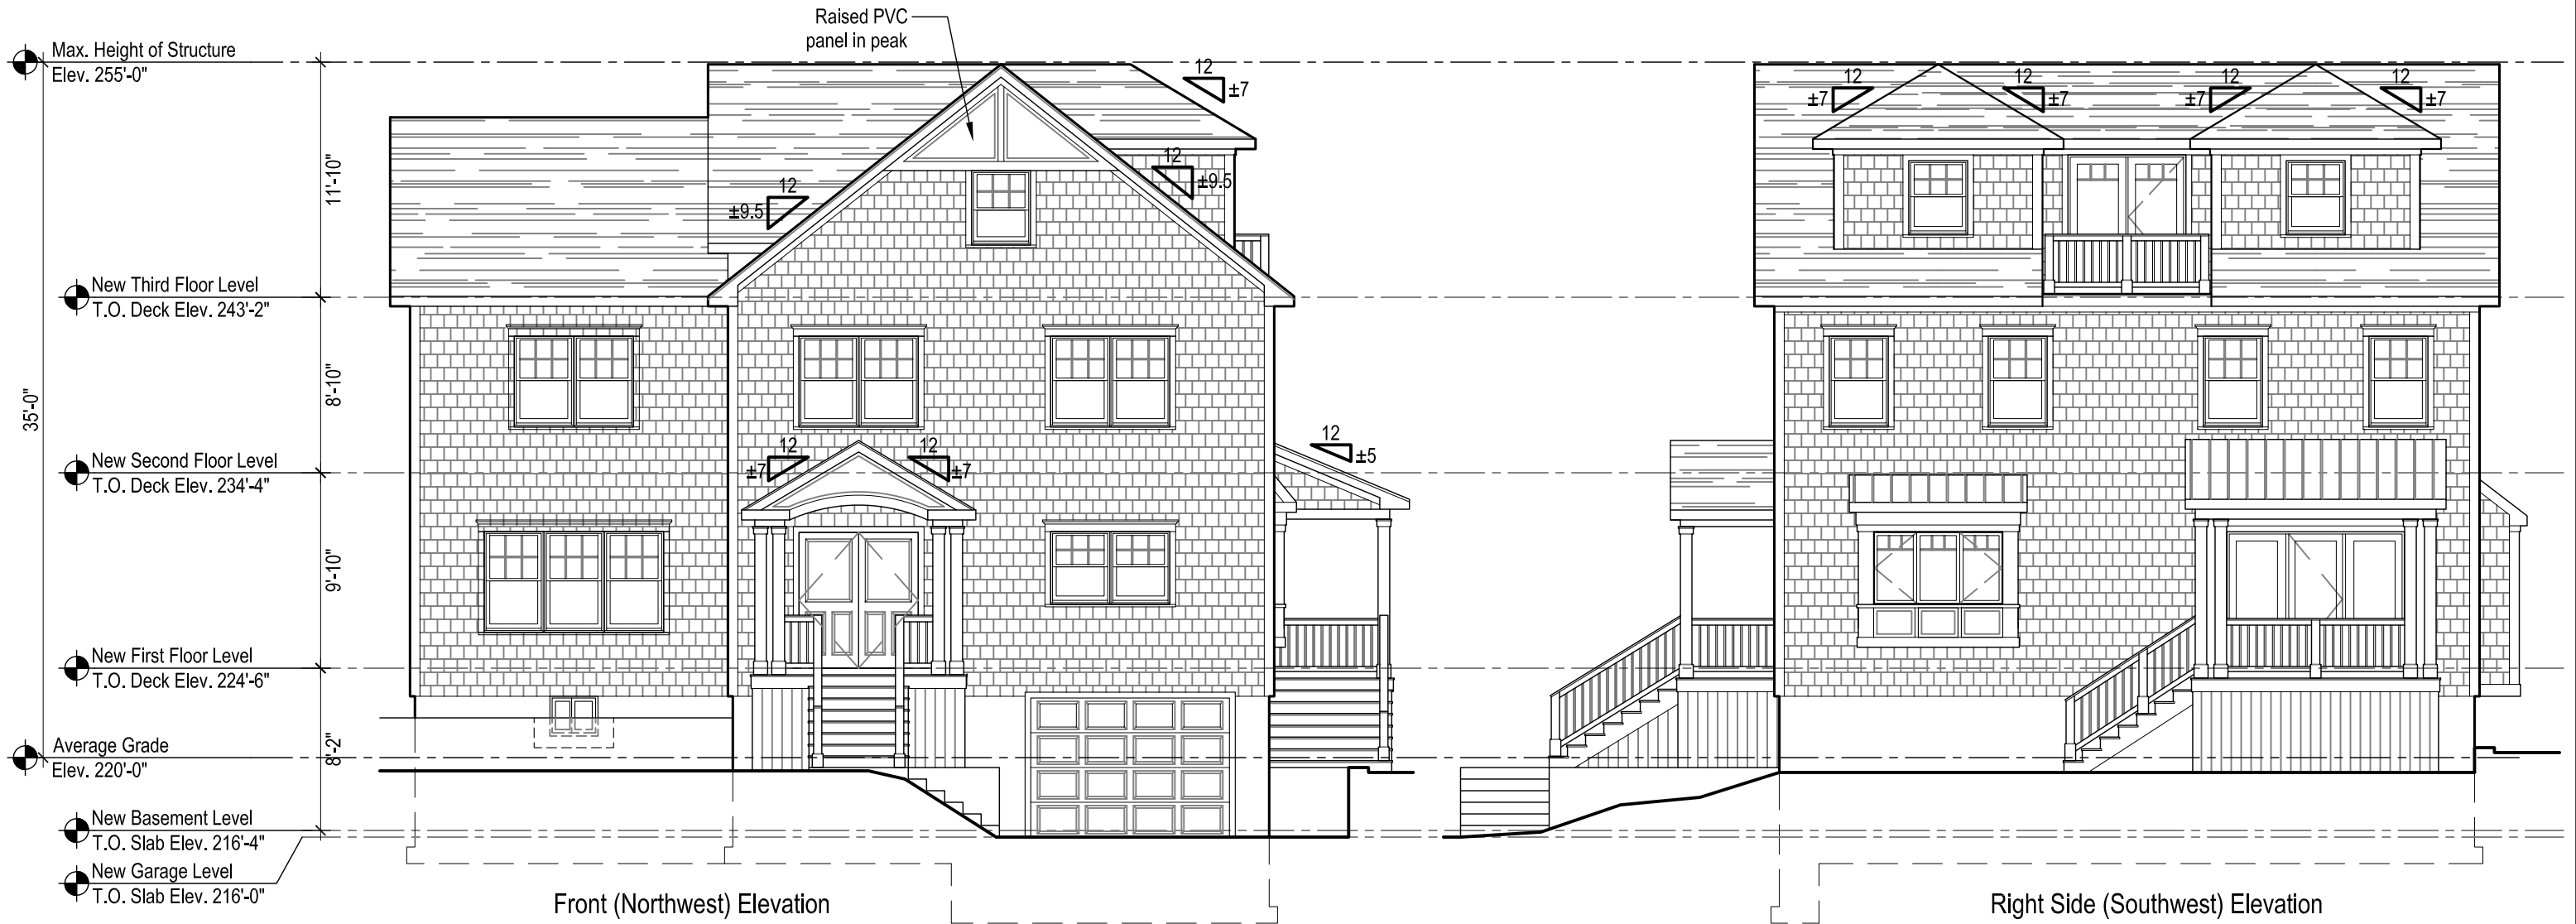 Raised PVC
panel in peak
Max. Height of Structure
Elev. 255'-0"
12
±7
12
±9.5
12
±9.5
11'-10"
New Third Floor Level
T.O. Deck Elev. 243'-2"
8'-10"
35'-0"
12
±7
12
±7
12
±5
New Second Floor Level
T.O. Deck Elev. 234'-4"
9'-10"
New First Floor Level
T.O. Deck Elev. 224'-6"
8'-2"
Average Grade
Elev. 220'-0"
New Basement Level
T.O. Slab Elev. 216'-4"
New Garage Level
T.O. Slab Elev. 216'-0"
Front (Northwest) Elevation
12
±7
12
±7
12
±7
12
±7
Right Side (Southwest) Elevation